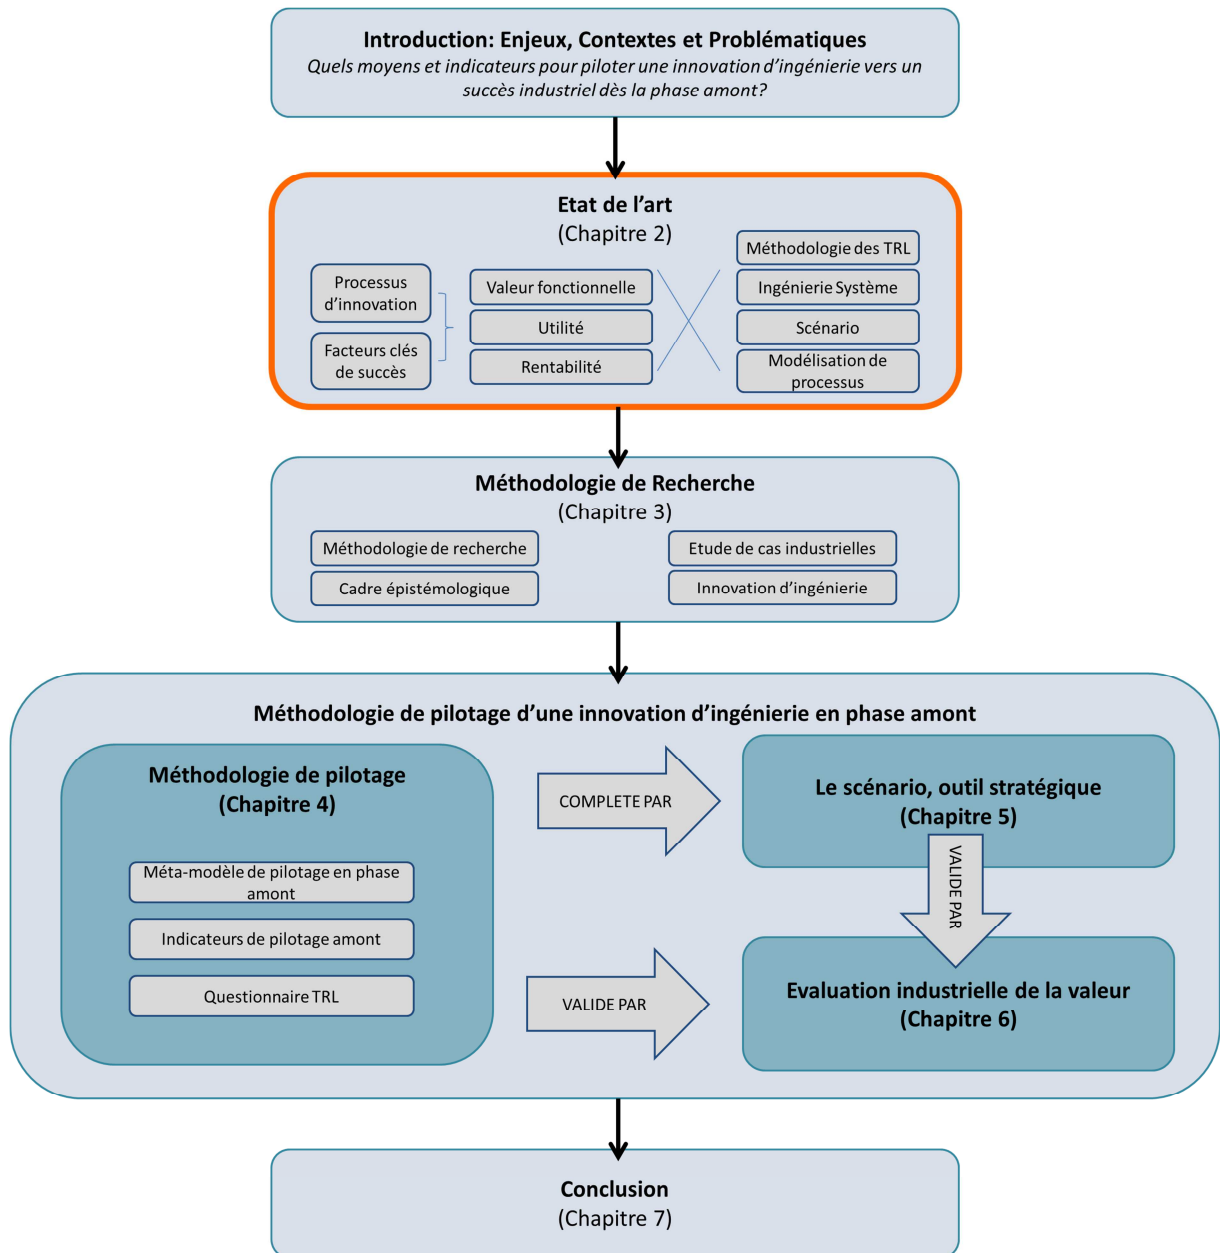 Introduction: Enjeux, Contextes et Problématiques
Quels moyens et indicateurs pour piloter une innovation d’ingénierie vers un
succès industriel dès la phase amont?
Etat de l’art
(Chapitre 2)
Processus
d’innovation
Facteurs clés
de succès
Valeur fonctionnelle
Utilité
Rentabilité
Méthodologie des TRL
Ingénierie Système
Scénario
Modélisation de
processus
Méthodologie de Recherche
(Chapitre 3)
Méthodologie de recherche
Cadre épistémologique
Etude de cas industrielles
Innovation d’ingénierie
Méthodologie de pilotage d’une innovation d’ingénierie en phase amont
Méthodologie de pilotage
(Chapitre 4)
Méta-modèle de pilotage en phase
amont
Indicateurs de pilotage amont
Questionnaire TRL
COMPLETE PAR
Le scénario, outil stratégique
(Chapitre 5)
VALIDE PAR
VALIDE PAR
Evaluation industrielle de la valeur
(Chapitre 6)
Conclusion
(Chapitre 7)